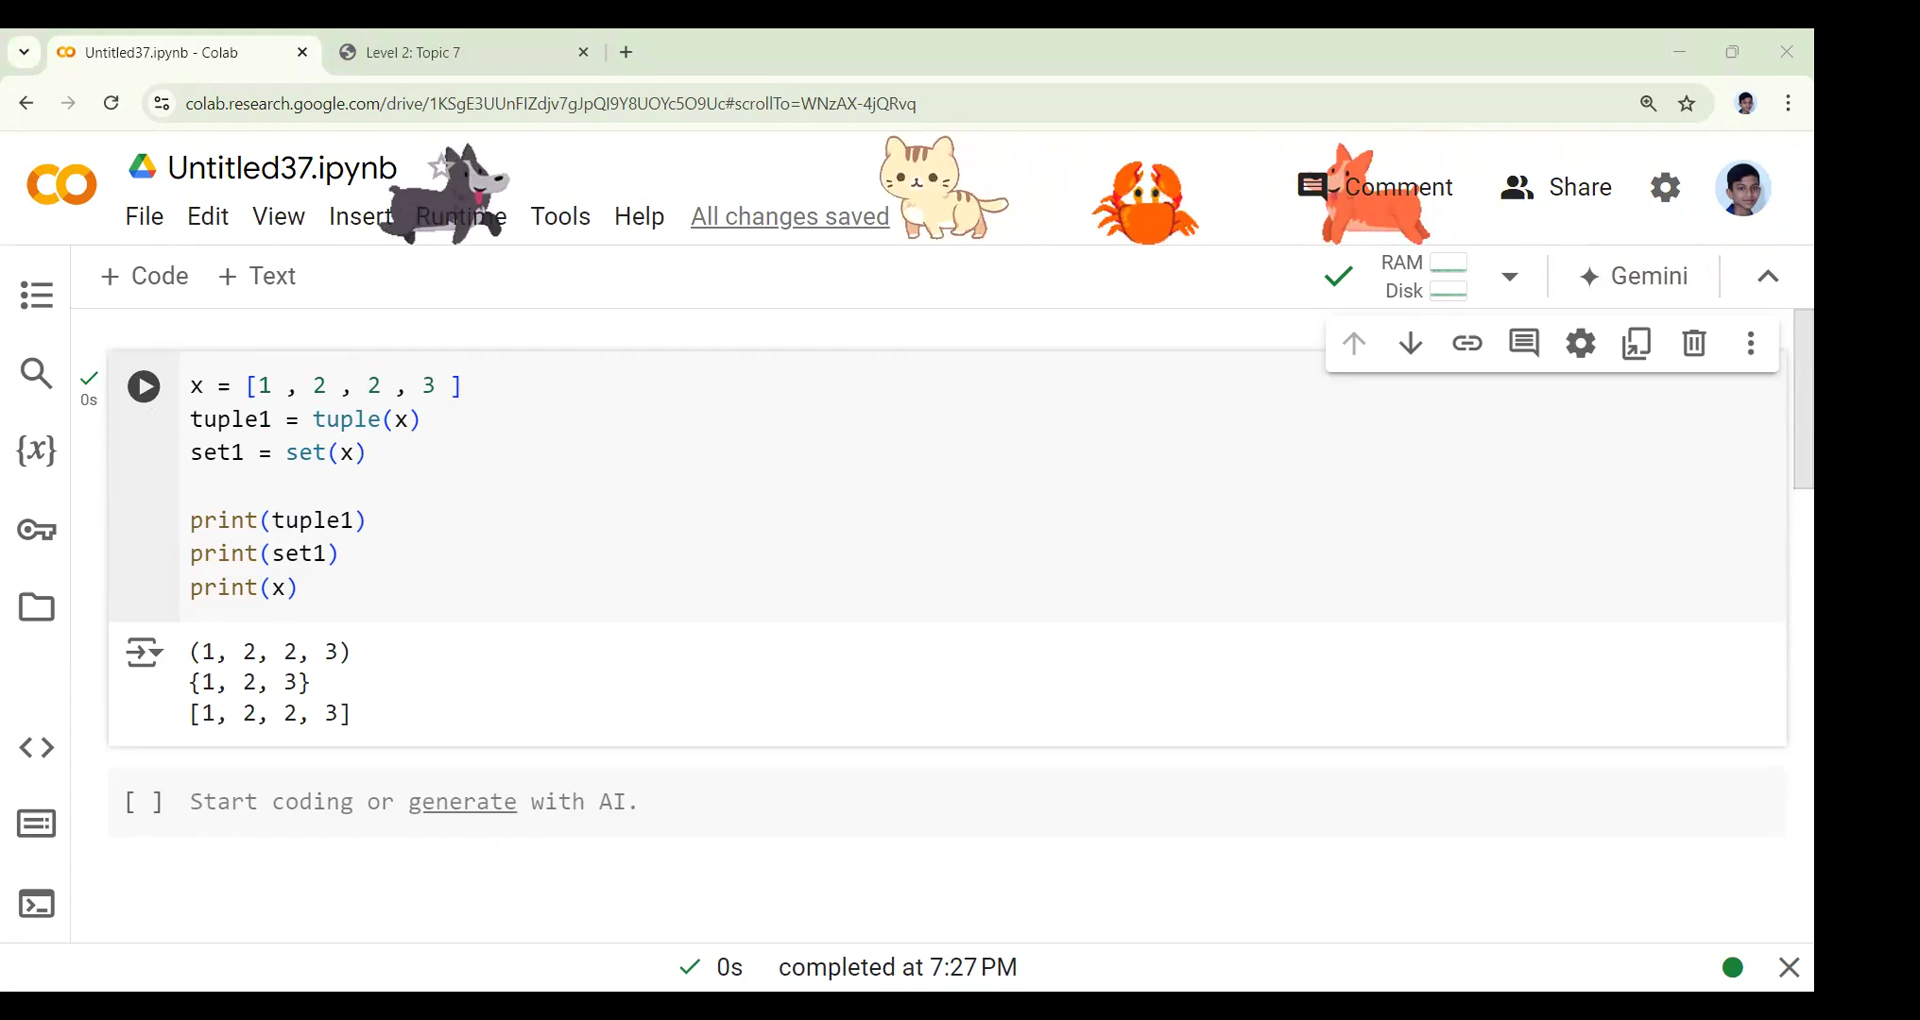 Untitled37.ipynb - Colab
Level 2: Topic 7
colab.research.google.com/drive/1KSgE3UUnFIZdjv7gJpQI9Y8UOYc5O9Uc#scrollTo=WNzAX-4jQRvq
Untitled37.ipynb
Comment
Share
File Edit View Insert Runtime Tools Help All changes saved
+ Code + Text
RAM
Disk
Gemini
0s
x = [1 , 2 , 2 , 3 ]
tuple1 = tuple(x)
set1 = set(x)
print(tuple1)
print(set1)
print(x)
(1, 2, 2, 3)
{1, 2, 3}
[1, 2, 2, 3]
[ ] Start coding or generate with AI.
0s completed at 7:27 PM